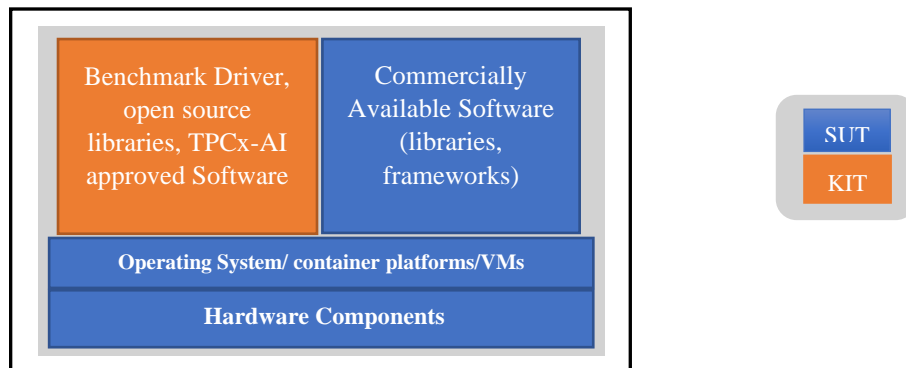 Benchmark Driver,
open source
libraries, TPCx-AI
approved Software
Commercially
Available Software
(libraries,
frameworks)
Operating System/ container platforms/VMs
Hardware Components
SUT
KIT